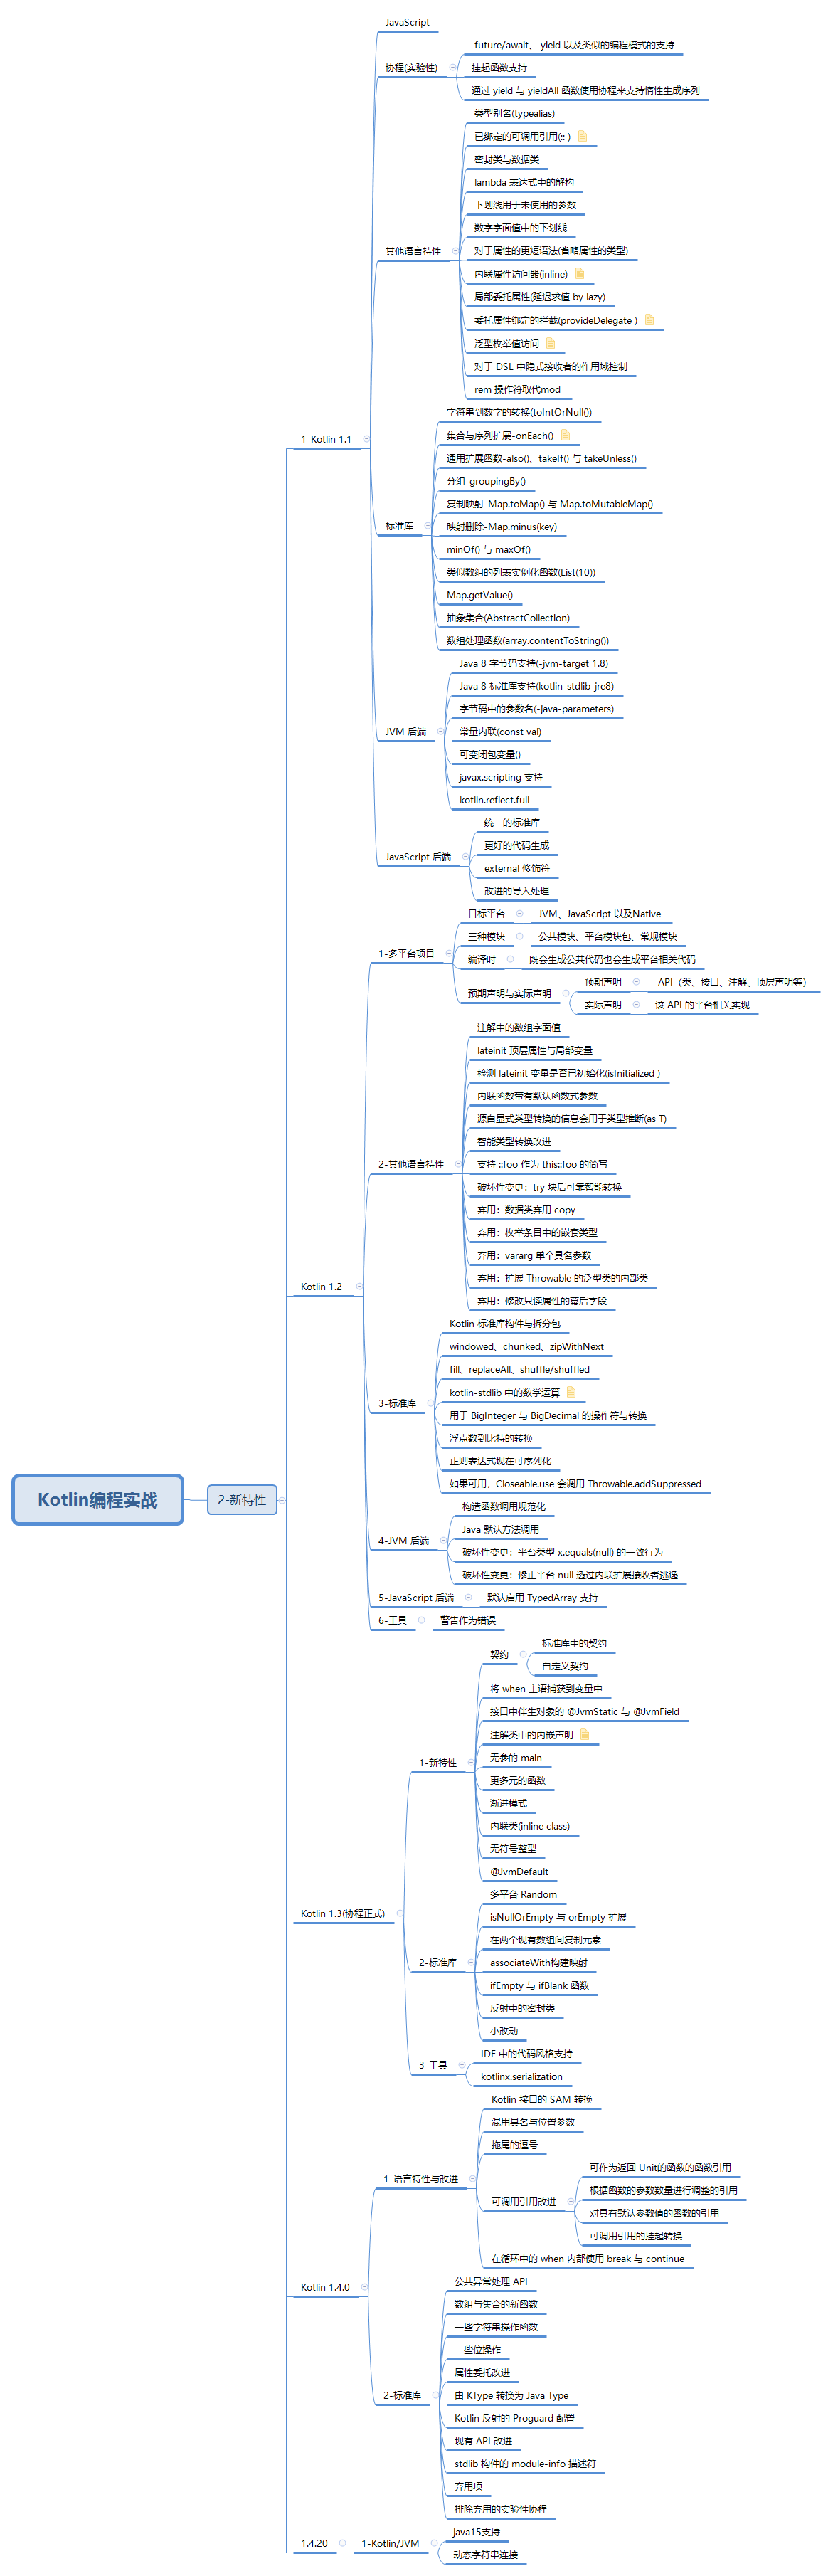 Kotlin编程实战
2-新特性
1-Kotlin 1.1
JavaScript
协程(实验性)
future/await、 yield 以及类似的编程模式的支持
挂起函数支持
通过 yield 与 yieldAll 函数使用协程来支持惰性生成序列
其他语言特性
类型别名(typealias)
已绑定的可调用引用(:: )
密封类与数据类
lambda 表达式中的解构
下划线用于未使用的参数
数字字面值中的下划线
对于属性的更短语法(省略属性的类型)
内联属性访问器(inline)
局部委托属性(延迟求值 by lazy)
委托属性绑定的拦截(provideDelegate )
泛型枚举值访问
对于 DSL 中隐式接收者的作用域控制
rem 操作符取代mod
标准库
字符串到数字的转换(toIntOrNull())
集合与序列扩展-onEach()
通用扩展函数-also()、takeIf() 与 takeUnless()
分组-groupingBy()
复制映射-Map.toMap() 与 Map.toMutableMap()
映射删除-Map.minus(key)
minOf() 与 maxOf()
类似数组的列表实例化函数(List(10))
Map.getValue()
抽象集合(AbstractCollection)
数组处理函数(array.contentToString())
JVM 后端
Java 8 字节码支持(-jvm-target 1.8)
Java 8 标准库支持(kotlin-stdlib-jre8)
字节码中的参数名(-java-parameters)
常量内联(const val)
可变闭包变量()
javax.scripting 支持
kotlin.reflect.full
JavaScript 后端
统一的标准库
更好的代码生成
external 修饰符
改进的导入处理
Kotlin 1.2
1-多平台项目
目标平台
JVM、JavaScript 以及Native
三种模块
公共模块、平台模块包、常规模块
编译时
既会生成公共代码也会生成平台相关代码
预期声明与实际声明
预期声明
API（类、接口、注解、顶层声明等）
实际声明
该 API 的平台相关实现
2-其他语言特性
注解中的数组字面值
lateinit 顶层属性与局部变量
检测 lateinit 变量是否已初始化(isInitialized )
内联函数带有默认函数式参数
源自显式类型转换的信息会用于类型推断(as T)
智能类型转换改进
支持 ::foo 作为 this::foo 的简写
破坏性变更：try 块后可靠智能转换
弃用：数据类弃用 copy
弃用：枚举条目中的嵌套类型
弃用：vararg 单个具名参数
弃用：扩展 Throwable 的泛型类的内部类
弃用：修改只读属性的幕后字段
3-标准库
Kotlin 标准库构件与拆分包
windowed、chunked、zipWithNext
fill、replaceAll、shuffle/shuffled
kotlin-stdlib 中的数学运算
用于 BigInteger 与 BigDecimal 的操作符与转换
浮点数到比特的转换
正则表达式现在可序列化
如果可用，Closeable.use 会调用 Throwable.addSuppressed
4-JVM 后端
构造函数调用规范化
Java 默认方法调用
破坏性变更：平台类型 x.equals(null) 的一致行为
破坏性变更：修正平台 null 透过内联扩展接收者逃逸
5-JavaScript 后端
默认启用 TypedArray 支持
6-工具
警告作为错误
Kotlin 1.3(协程正式)
1-新特性
契约
标准库中的契约
自定义契约
将 when 主语捕获到变量中
接口中伴生对象的 @JvmStatic 与 @JvmField
注解类中的内嵌声明
无参的 main
更多元的函数
渐进模式
内联类(inline class)
无符号整型
@JvmDefault
2-标准库
多平台 Random
isNullOrEmpty 与 orEmpty 扩展
在两个现有数组间复制元素
associateWith构建映射
ifEmpty 与 ifBlank 函数
反射中的密封类
小改动
3-工具
IDE 中的代码风格支持
kotlinx.serialization
Kotlin 1.4.0
1-语言特性与改进
Kotlin 接口的 SAM 转换
混用具名与位置参数
拖尾的逗号
可调用引用改进
可作为返回 Unit的函数的函数引用
根据函数的参数数量进行调整的引用
对具有默认参数值的函数的引用
可调用引用的挂起转换
在循环中的 when 内部使用 break 与 continue
2-标准库
公共异常处理 API
数组与集合的新函数
一些字符串操作函数
一些位操作
属性委托改进
由 KType 转换为 Java Type
Kotlin 反射的 Proguard 配置
现有 API 改进
stdlib 构件的 module-info 描述符
弃用项
排除弃用的实验性协程
1.4.20
1-Kotlin/JVM
java15支持
动态字符串连接